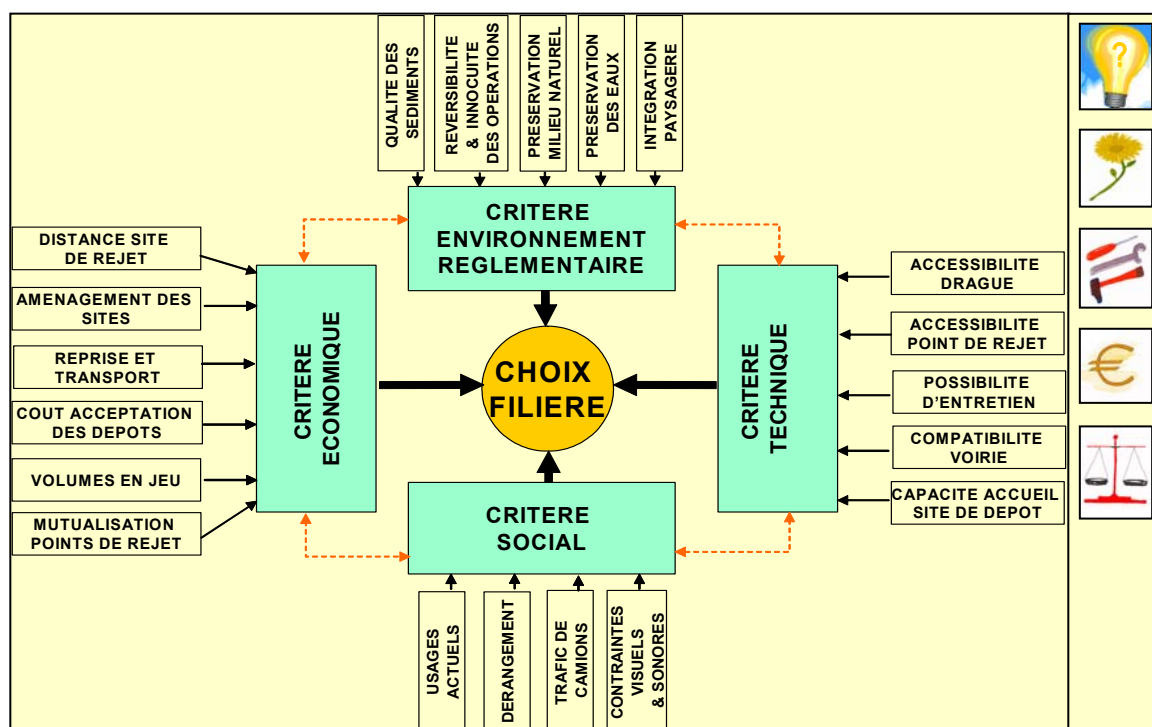 QUALITE DES
SEDIMENTS
REVERSIBILITE
& INNOCUITE
DES OPERATIONS
PRESERVATION
MILIEU NATUREL
PRESERVATION
DES EAUX
INTEGRATION
PAYSAGERE
CRITERE
ENVIRONNEMENT
REGLEMENTAIRE
DISTANCE SITE
DE REJET
AMENAGEMENT DES
SITES
REPRISE ET
TRANSPORT
COUT ACCEPTATION
DES DEPOTS
VOLUMES EN JEU
MUTUALISATION
POINTS DE REJET
CRITERE
ECONOMIQUE
CHOIX
FILIERE
CRITERE
TECHNIQUE
ACCESSIBILITE
DRAGUE
ACCESSIBILITE
POINT DE REJET
POSSIBILITE
D’ENTRETIEN
COMPATIBILITE
VOIRIE
CAPACITE ACCUEIL
SITE DE DEPOT
CRITERE
SOCIAL
USAGES
ACTUELS
DERANGEMENT
TRAFIC DE
CAMIONS
CONTRAINTES
VISUELS
& SONORES
?
€